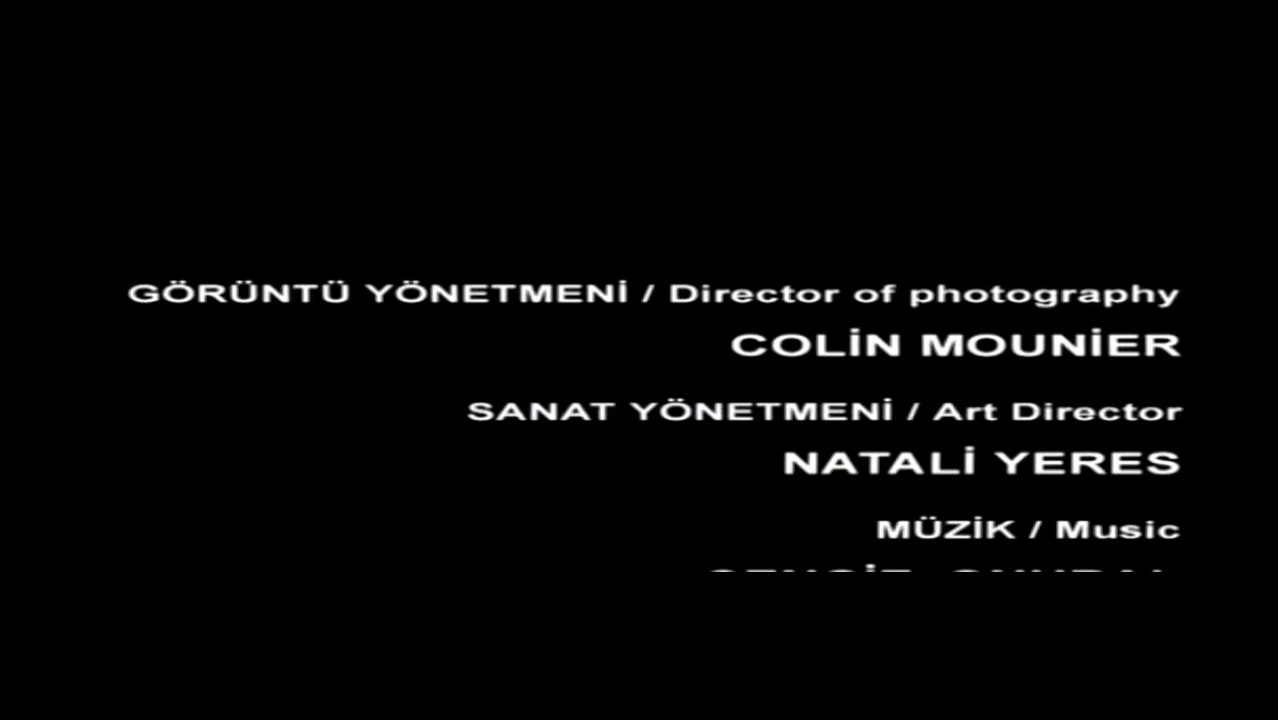 GÖRÜNTÜ YÖNETMENİ / Director of photography
COLİN MOUNİER
SANAT YÖNETMENİ / Art Director
NATALİ YERES
MÜZİK / Music